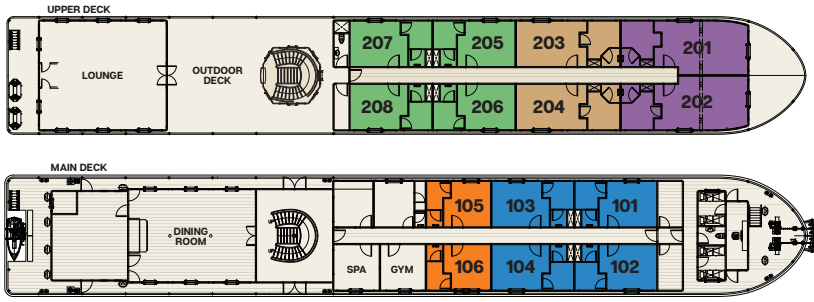 UPPER DECK
207 205 203 201
LOUNGE
OUTDOOR
DECK
208 206 204 202
MAIN DECK
105 103 101
DINING
ROOM
SPA GYM 106 104 102